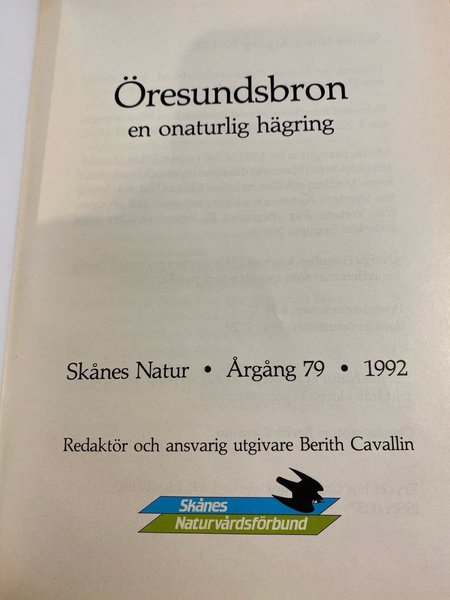 Öresundsbron
en onaturlig hägring
Skånes Natur • Årgång 79 • 1992
Redaktör och ansvarig utgivare Berith Cavallin
Skånes
Naturvårdsförbund